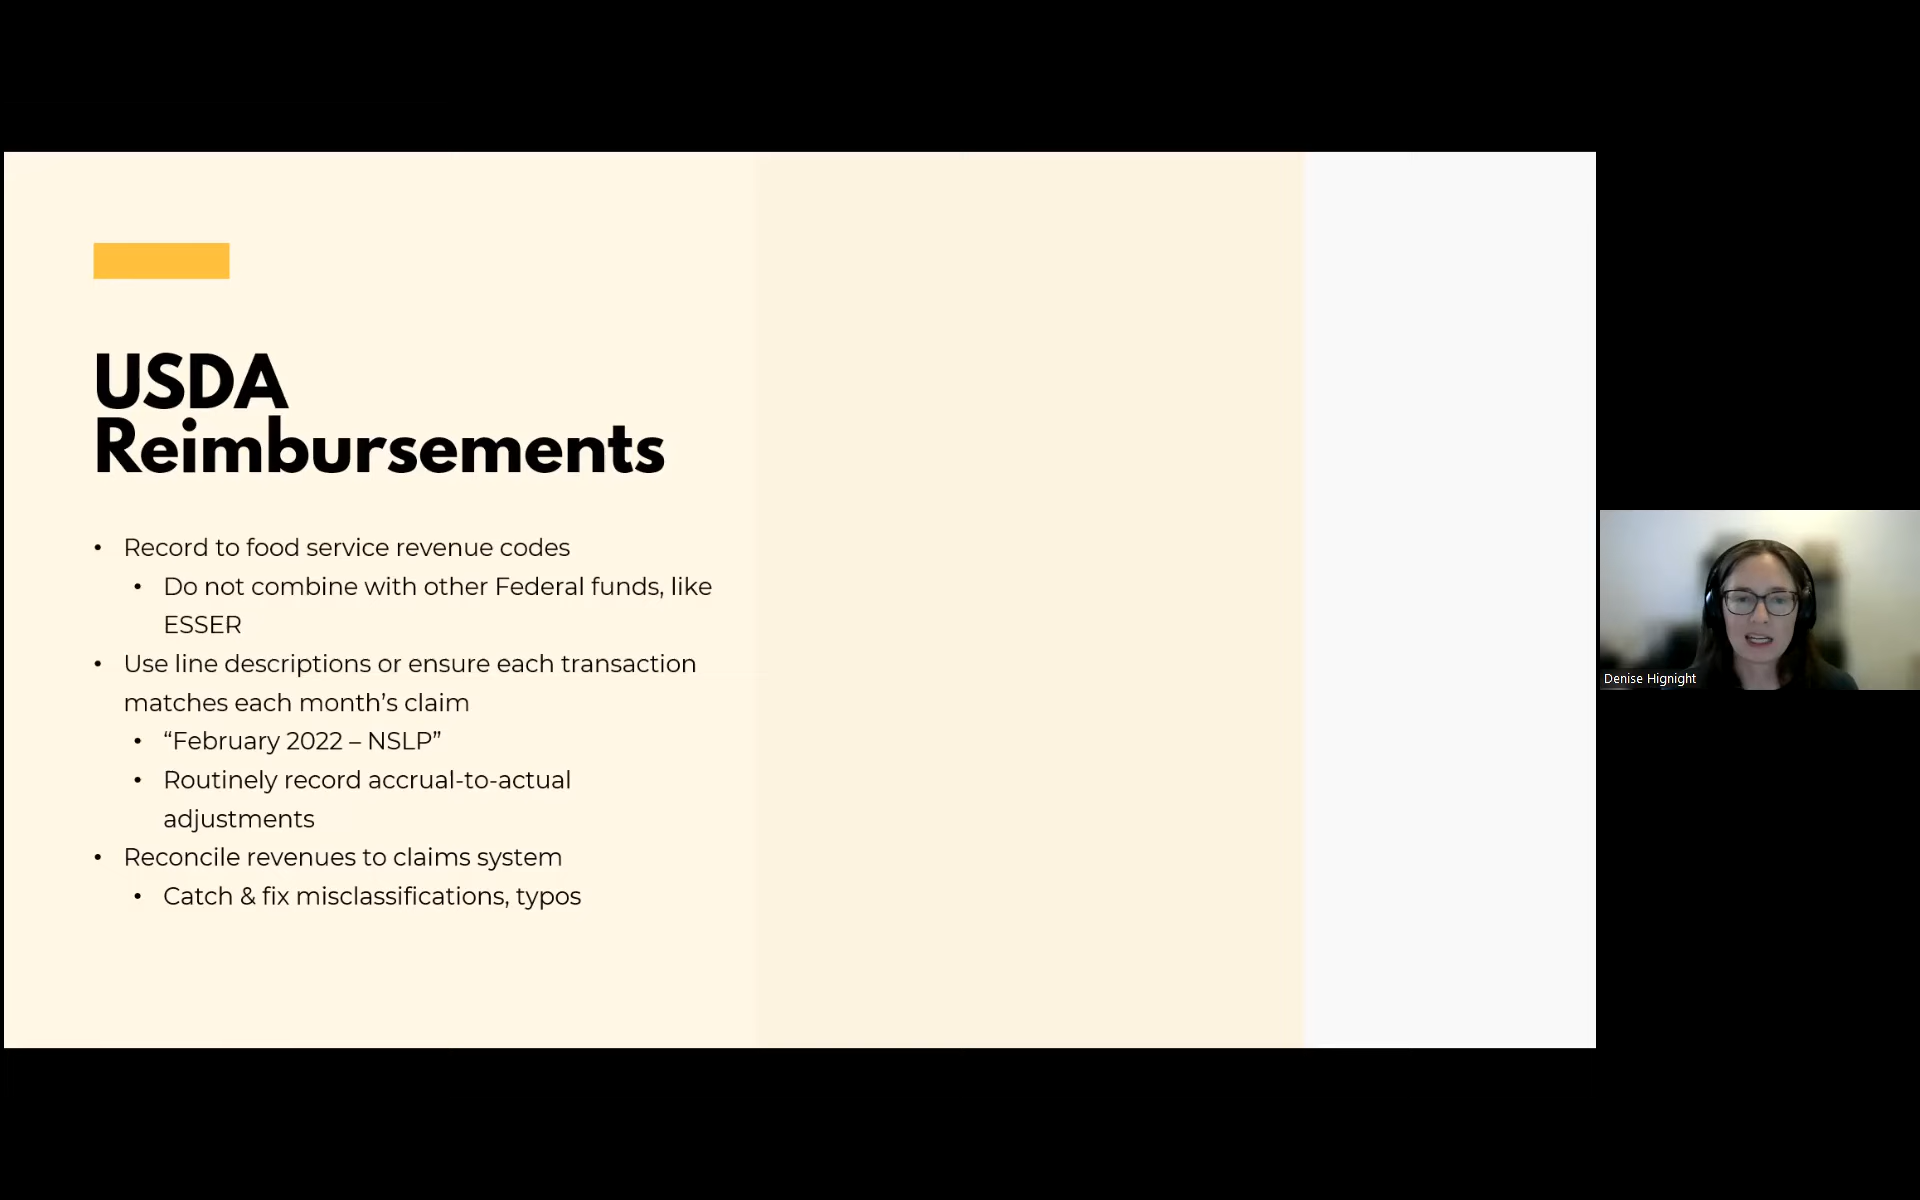 USDA
Reimbursements
• Record to food service revenue codes
• Do not combine with other Federal funds, like
ESSER
• Use line descriptions or ensure each transaction
matches each month’s claim
• “February 2022 – NSLP”
• Routinely record accrual-to-actual
adjustments
• Reconcile revenues to claims system
• Catch & fix misclassifications, typos
Denise Hignight